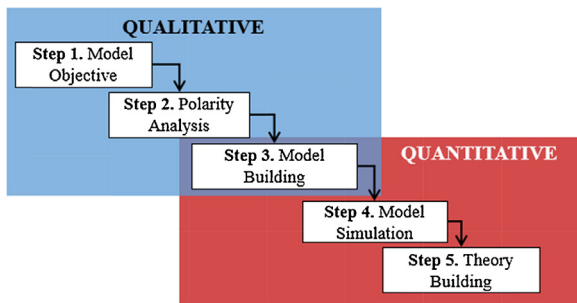 QUALITATIVE
Step 1. Model
Objective
Step 2. Polarity
Analysis
Step 3. Model
Building
QUANTITATIVE
Step 4. Model
Simulation
Step 5. Theory
Building